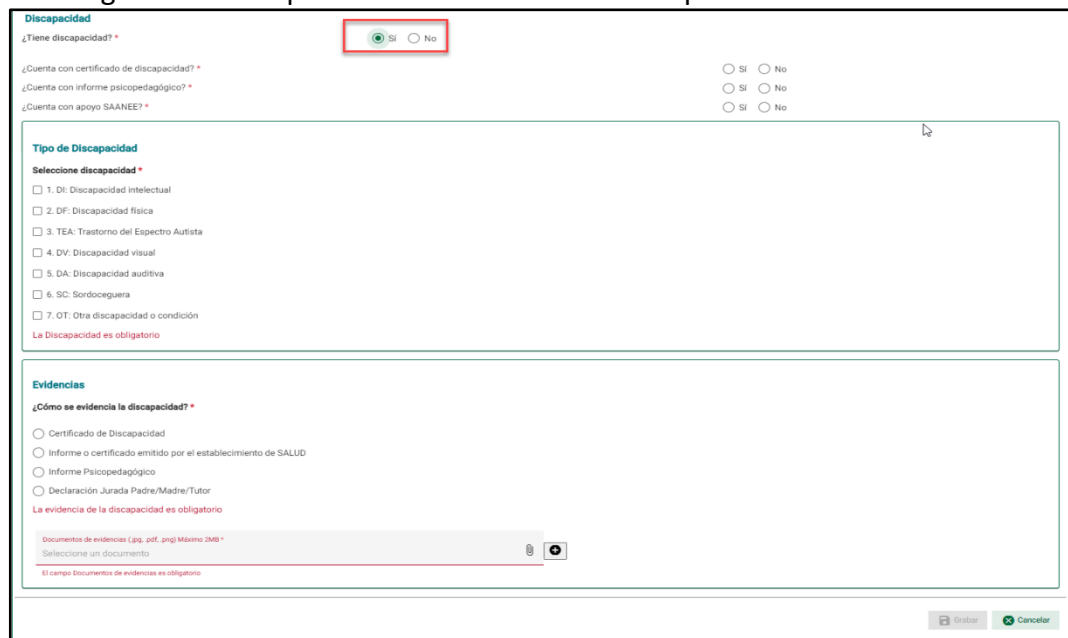 Discapacidad
¿Tiene discapacidad? * Sí No
¿Cuenta con certificado de discapacidad? * Sí No
¿Cuenta con informe psicopedagógico? * Sí No
¿Cuenta con apoyo SAANEE? * Sí No
Tipo de Discapacidad
Seleccione discapacidad *
1. DI: Discapacidad intelectual
2. DF: Discapacidad física
3. TEA: Trastorno del Espectro Autista
4. DV: Discapacidad visual
5. DA: Discapacidad auditiva
6. SC: Sordoceguera
7. OT: Otra discapacidad o condición
La Discapacidad es obligatorio
Evidencias
¿Cómo se evidencia la discapacidad? *
Certificado de Discapacidad
Informe o certificado emitido por el establecimiento de SALUD
Informe Psicopedagógico
Declaración Jurada Padre/Madre/Tutor
La evidencia de la discapacidad es obligatorio
Documentos de evidencias (.jpg, .pdf, .png) Máximo 2MB *
Seleccione un documento
El campo Documentos de evidencias es obligatorio
Grabar Cancelar